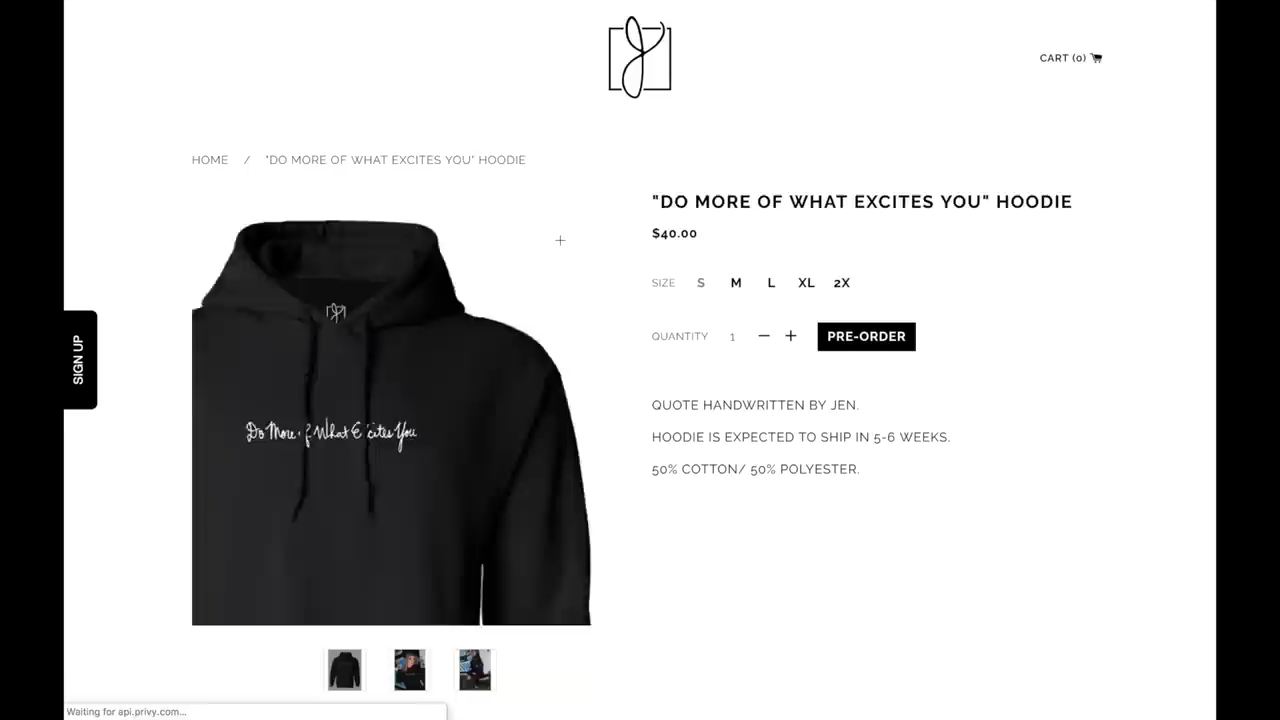 CART (0)
HOME / "DO MORE OF WHAT EXCITES YOU" HOODIE
"DO MORE OF WHAT EXCITES YOU" HOODIE
$40.00
SIZE S M L XL 2X
QUANTITY 1 − + PRE-ORDER
QUOTE HANDWRITTEN BY JEN.
HOODIE IS EXPECTED TO SHIP IN 5-6 WEEKS.
50% COTTON/ 50% POLYESTER.
SIGN UP
Do More of What Excites You
Waiting for api.privy.com...